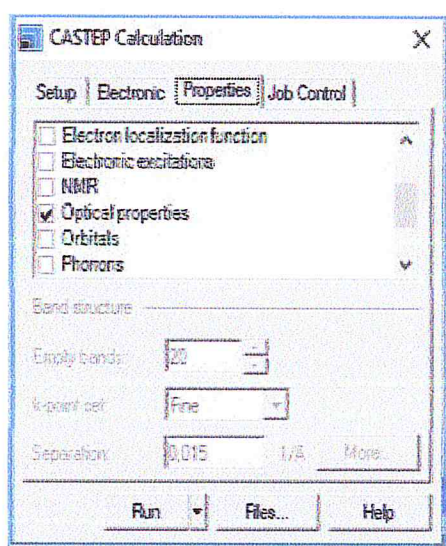 CASTEP Calculation
Setup Electronic Properties Job Control
Electron localization function
Electronic excitations
NMR
Optical properties
Orbitals
Phonons
Band structure
Empty bands: 20
k-point set: Fine
Separation: 0.015 1/Å More...
Run Files... Help